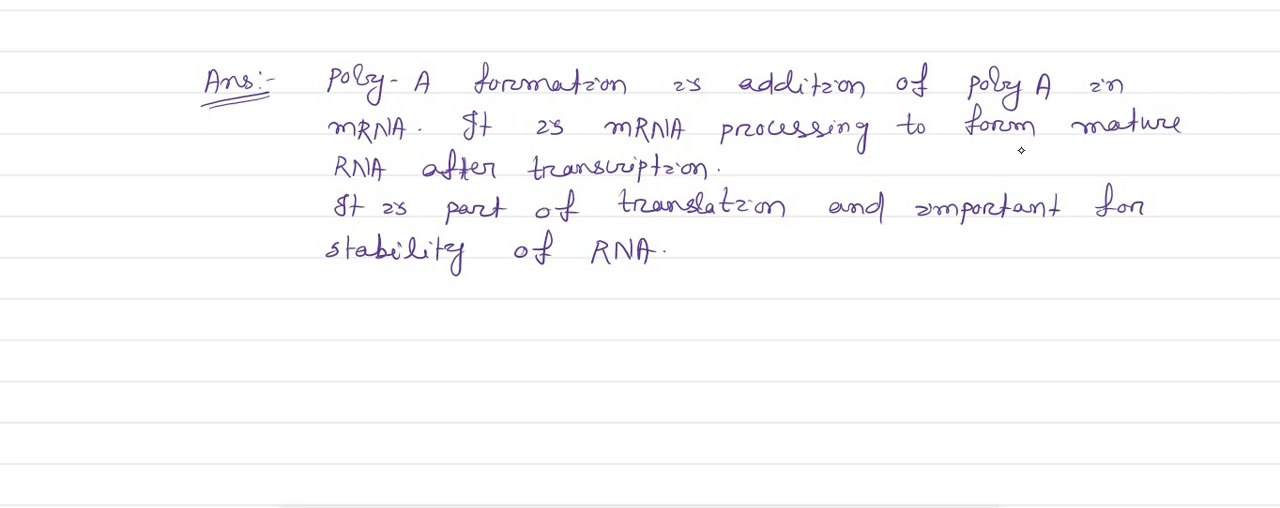 Ans:- Poly-A formation is addition of poly A in
mRNA. It is mRNA processing to form mature
RNA after transcription.
It is part of translation and important for
stability of RNA.